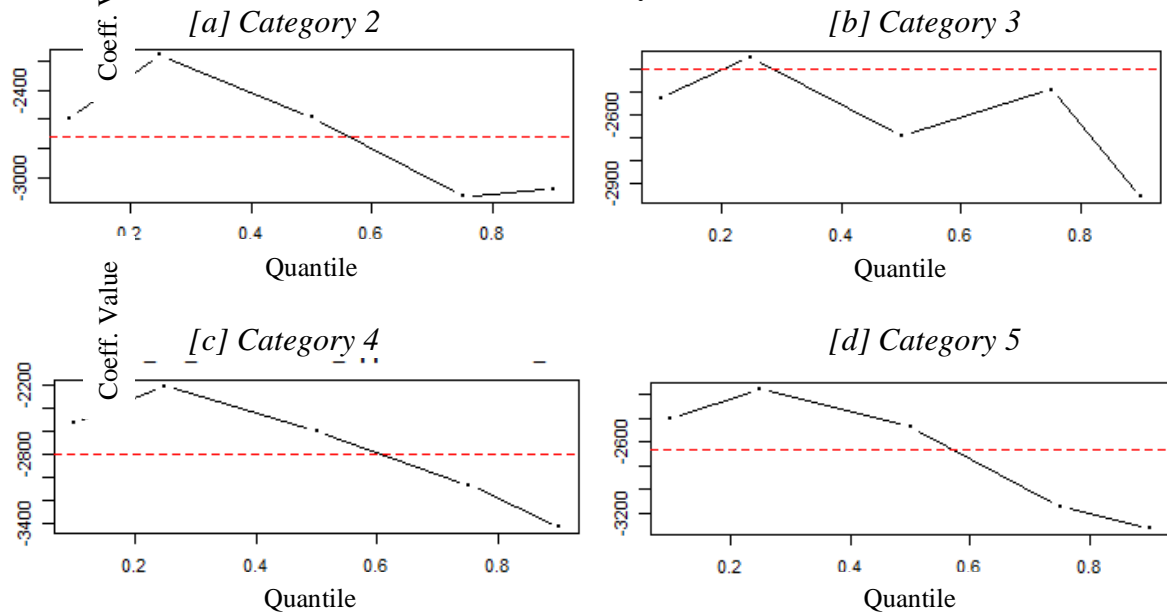 [a] Category 2
[b] Category 3
Coeff. V
-2400
-3000
0.2 0.4 0.6 0.8
Quantile
-2600
-2900
0.2 0.4 0.6 0.8
Quantile
[c] Category 4
[d] Category 5
Coeff. Value
-2200
-2800
-3400
0.2 0.4 0.6 0.8
Quantile
-2600
-3200
0.2 0.4 0.6 0.8
Quantile